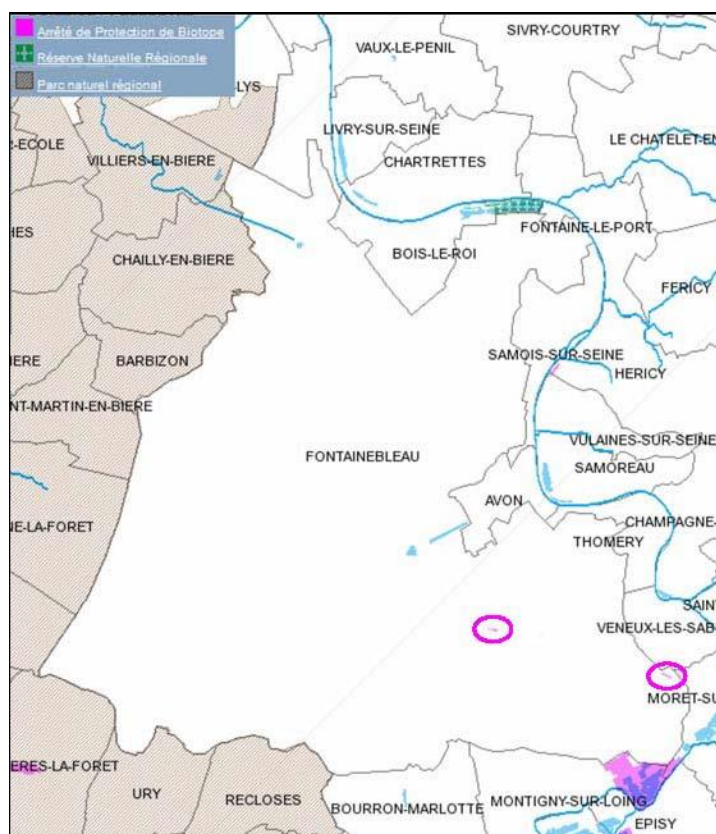 Arrêté de Protection de Biotope
Réserve Naturelle Régionale
Parc naturel régional
SIVRY-COURTRY
VAUX-LE-PENIL
-LYS
LIVRY-SUR-SEINE
R-ECOLE
VILLIERS-EN-BIERE
CHARTRETTES
LE CHATELET-EN
HES
FONTAINE-LE-PORT
BOIS-LE-ROI
CHAILLY-EN-BIERE
FERICY
IERE
BARBIZON
SAMOIS-SUR-SEINE
HERICY
NT-MARTIN-EN-BIERE
VULAINES-SUR-SEINE
FONTAINEBLEAU
SAMOREAU
AVON
NE-LA-FORET
CHAMPAGNE-
THOMERY
SAINT
VENEUX-LES-SAB
MORET-SU
ERES-LA-FORET
URY
RECLOSES
BOURRON-MARLOTTE
MONTIGNY-SUR-LOING
EPISY